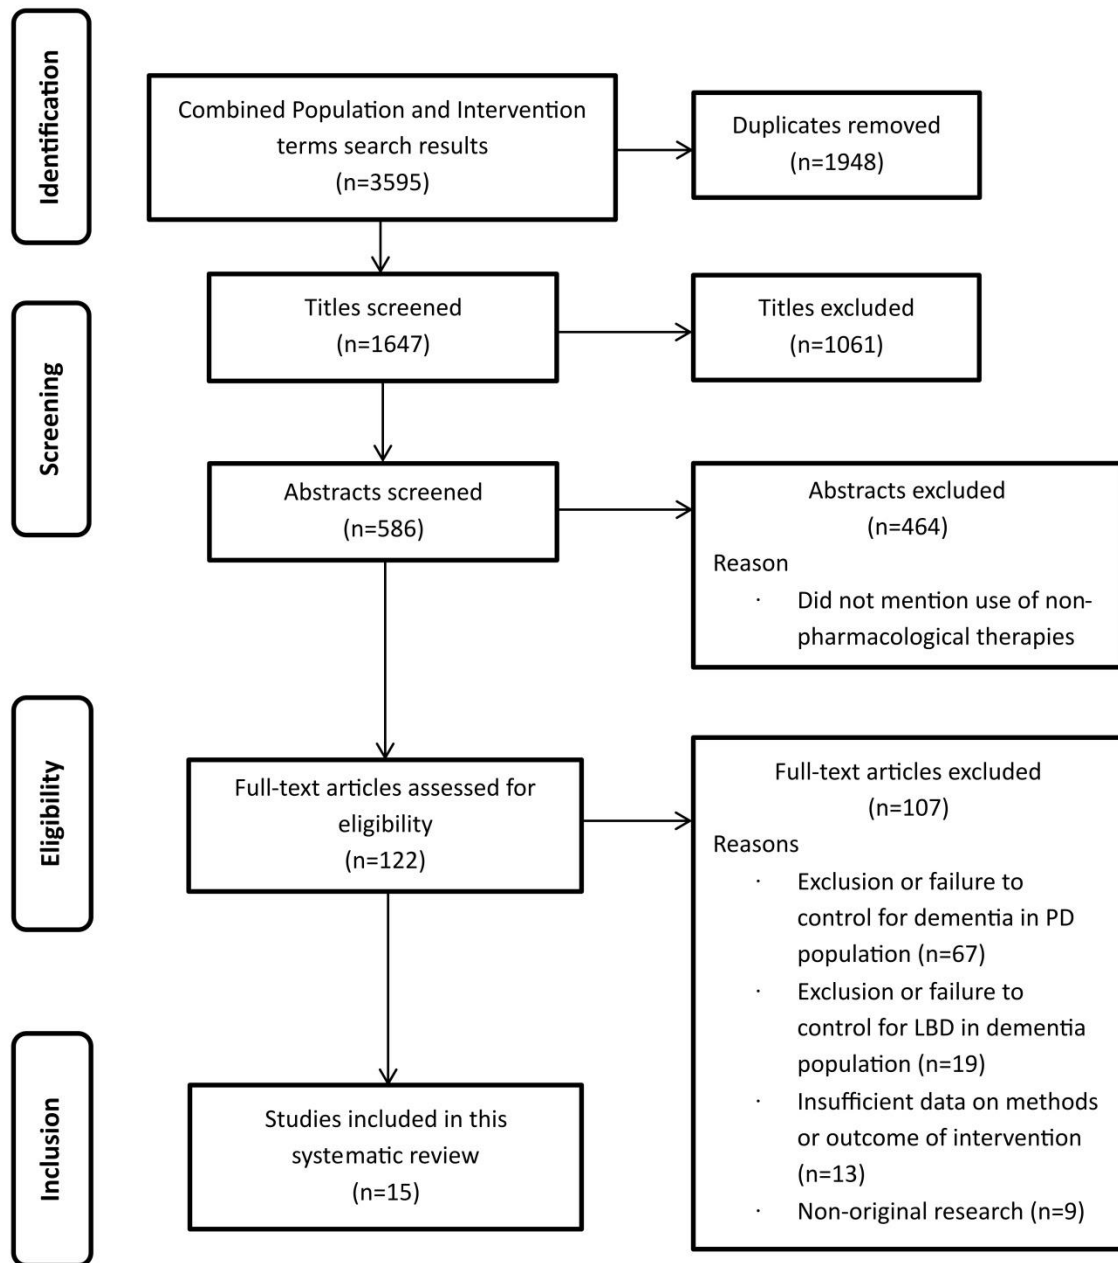 Identification
Combined Population and Intervention
terms search results
(n=3595)
Duplicates removed
(n=1948)
Screening
Titles screened
(n=1647)
Titles excluded
(n=1061)
Abstracts screened
(n=586)
Abstracts excluded
(n=464)
Reason
· Did not mention use of non-
pharmacological therapies
Eligibility
Full-text articles assessed for
eligibility
(n=122)
Full-text articles excluded
(n=107)
Reasons
· Exclusion or failure to
control for dementia in PD
population (n=67)
· Exclusion or failure to
control for LBD in dementia
population (n=19)
· Insufficient data on methods
or outcome of intervention
(n=13)
· Non-original research (n=9)
Inclusion
Studies included in this
systematic review
(n=15)